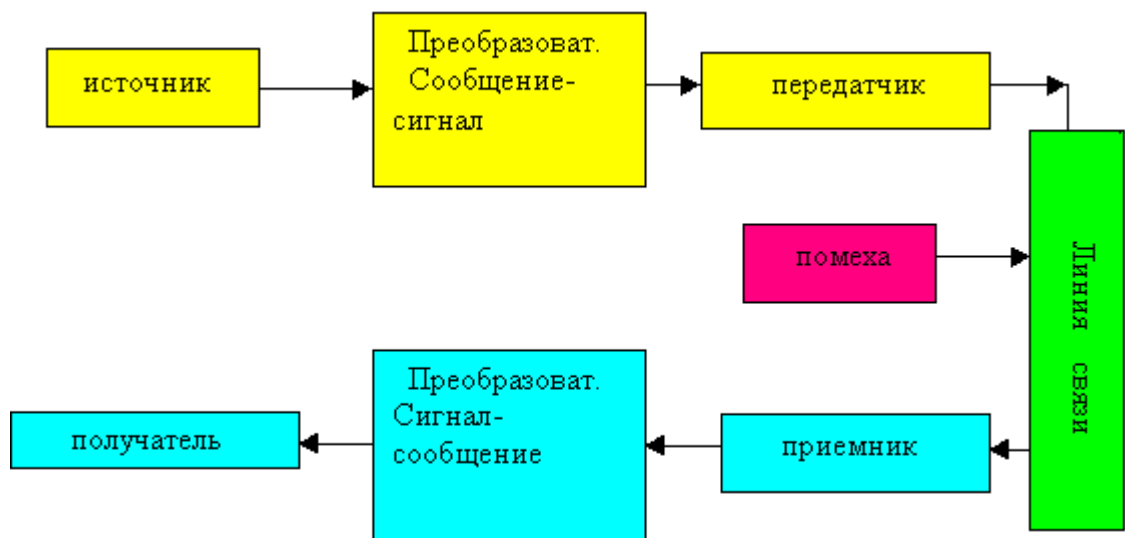 источник
Преобразоват.
Сообщение-
сигнал
передатчик
помеха
Линия связи
Преобразоват.
Сигнал-
сообщение
получатель
приемник